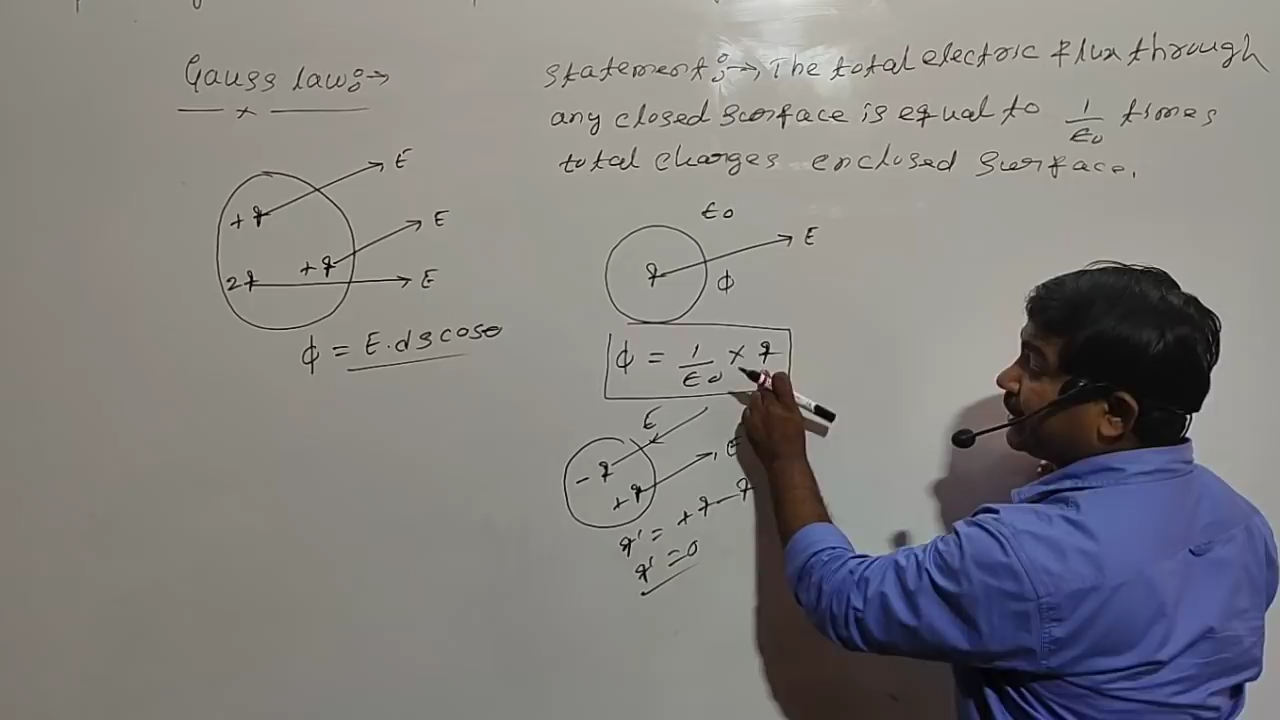 Gauss law:→
statement:→ The total electric flux through
any closed surface is equal to 1/ε0 times
total charges enclosed surface.
+q
E
+q
E
2q
E
ϕ = E.ds cosθ
ε0
q
E
ϕ
ϕ = 1/ε0 × q
E
-q
+q
E
q' = +q-q
q' = 0